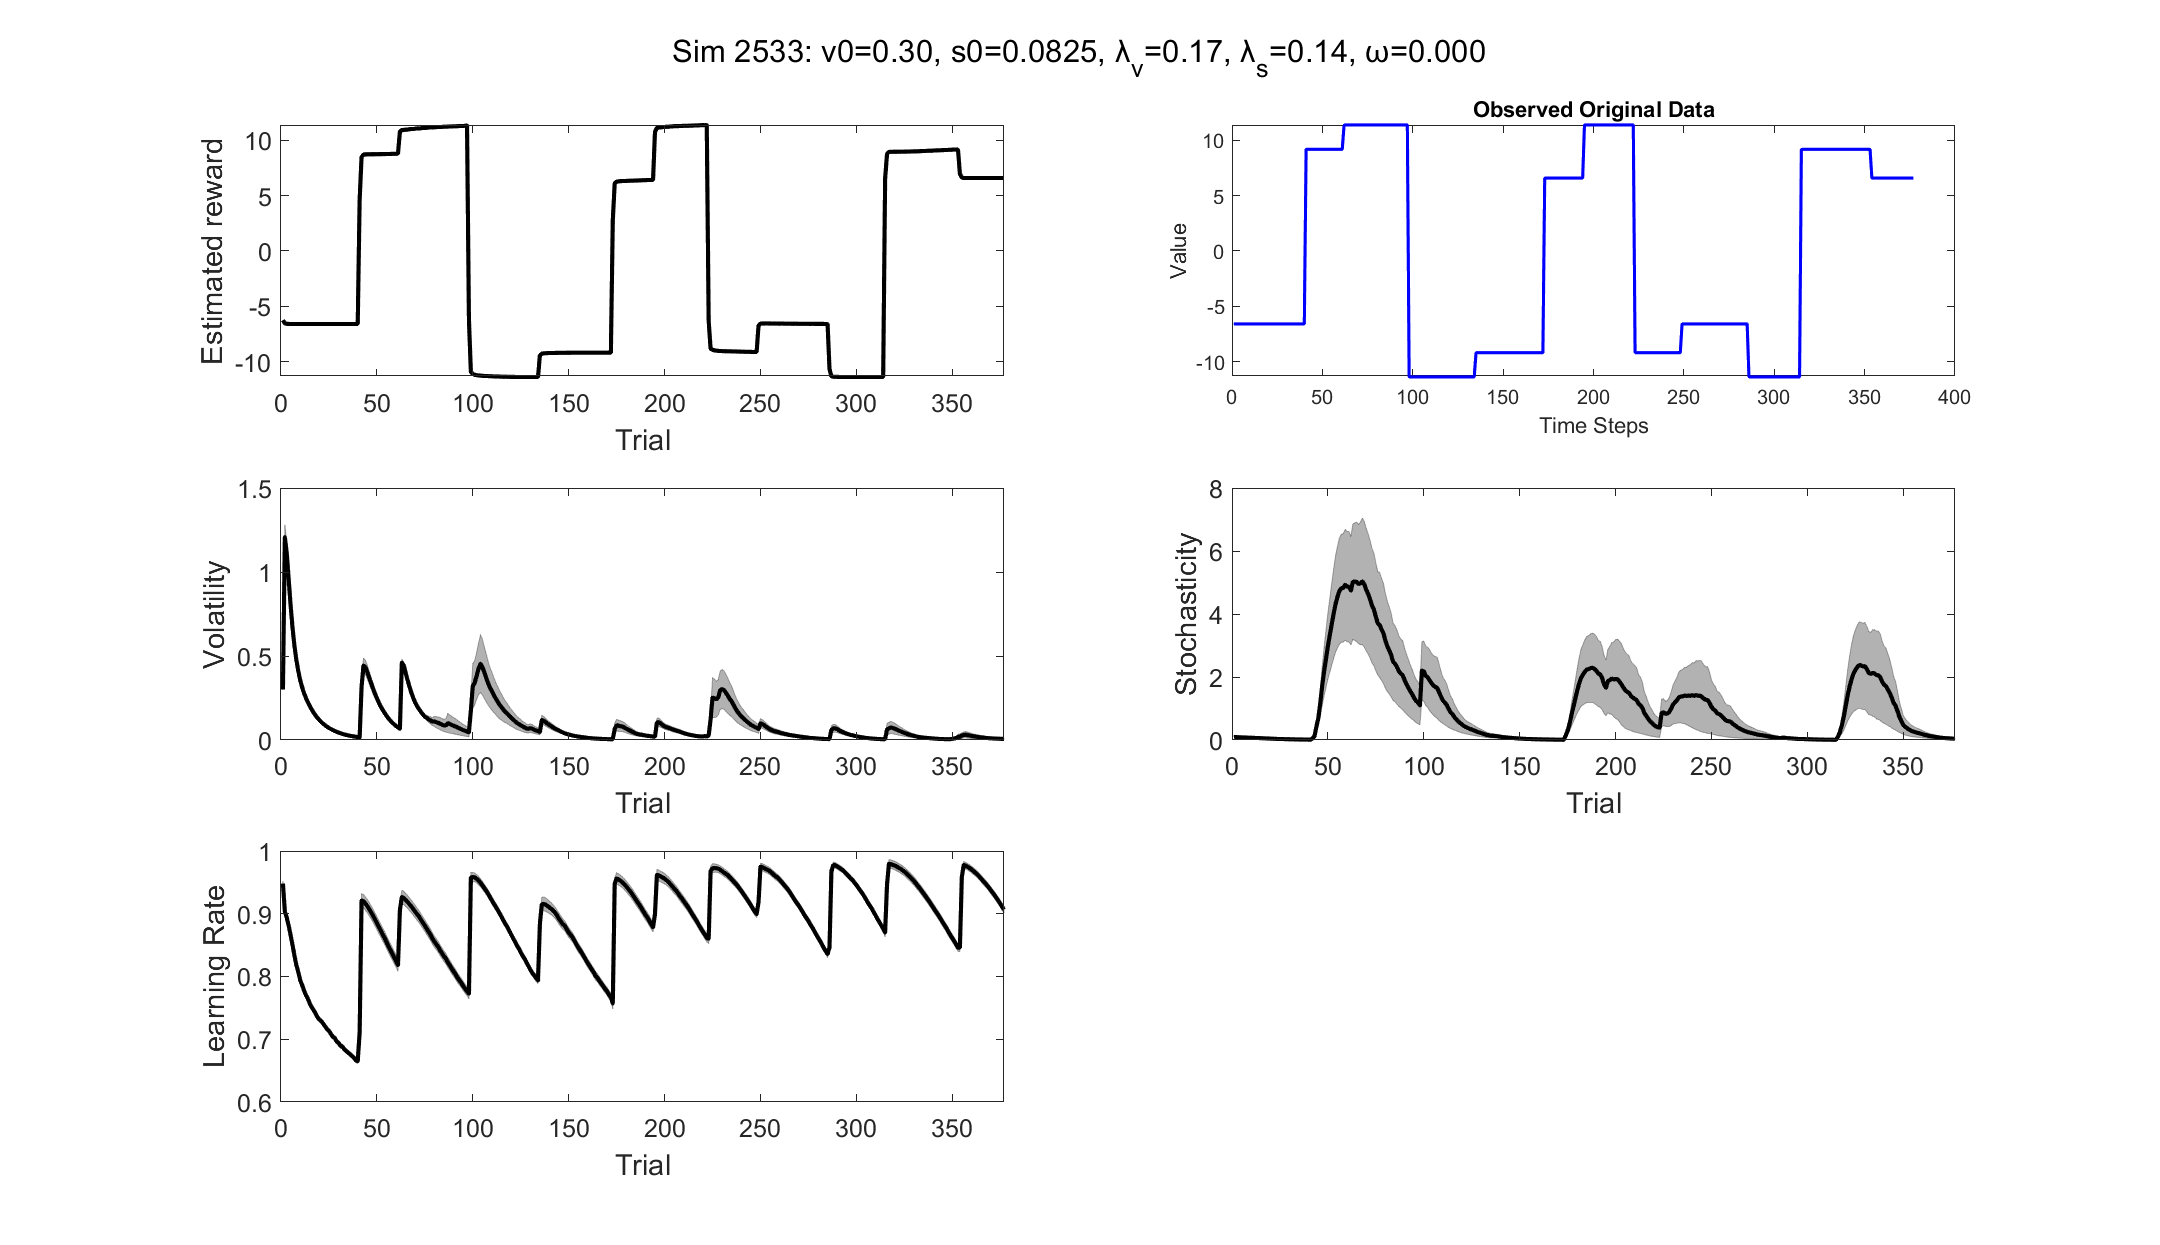 Sim 2533: v0=0.30, s0=0.0825, λ_v=0.17, λ_s=0.14, ω=0.000
Estimated reward
10
5
0
-5
-10
0 50 100 150 200 250 300 350
Trial
Observed Original Data
Value
10
5
0
-5
-10
0 50 100 150 200 250 300 350 400
Time Steps
Volatility
1.5
1
0.5
0
0 50 100 150 200 250 300 350
Trial
Stochasticity
8
6
4
2
0
0 50 100 150 200 250 300 350
Trial
Learning Rate
1
0.9
0.8
0.7
0.6
0 50 100 150 200 250 300 350
Trial